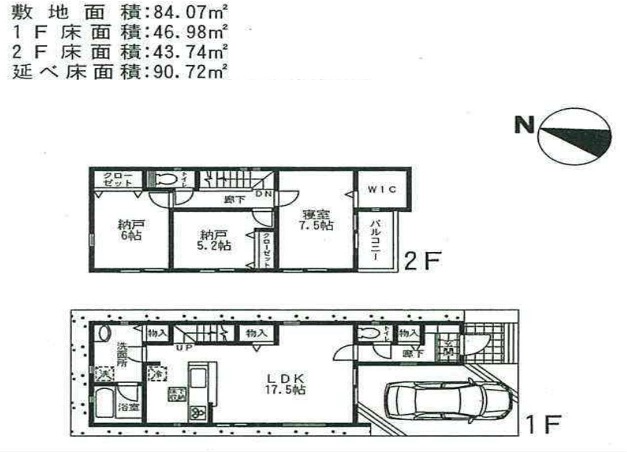 敷地面積:84.07㎡
1F床面積:46.98㎡
2F床面積:43.74㎡
延べ床面積:90.72㎡
N
クローゼット
トイレ
DN
廊下
WIC
納戸
6帖
納戸
5.2帖
クローゼット
寝室
7.5帖
バルコニー
2F
洗面所
物入
UP
物入
トイレ
物入
廊下
玄関
洗
冷
浴室
床下収納
LDK
17.5帖
1F